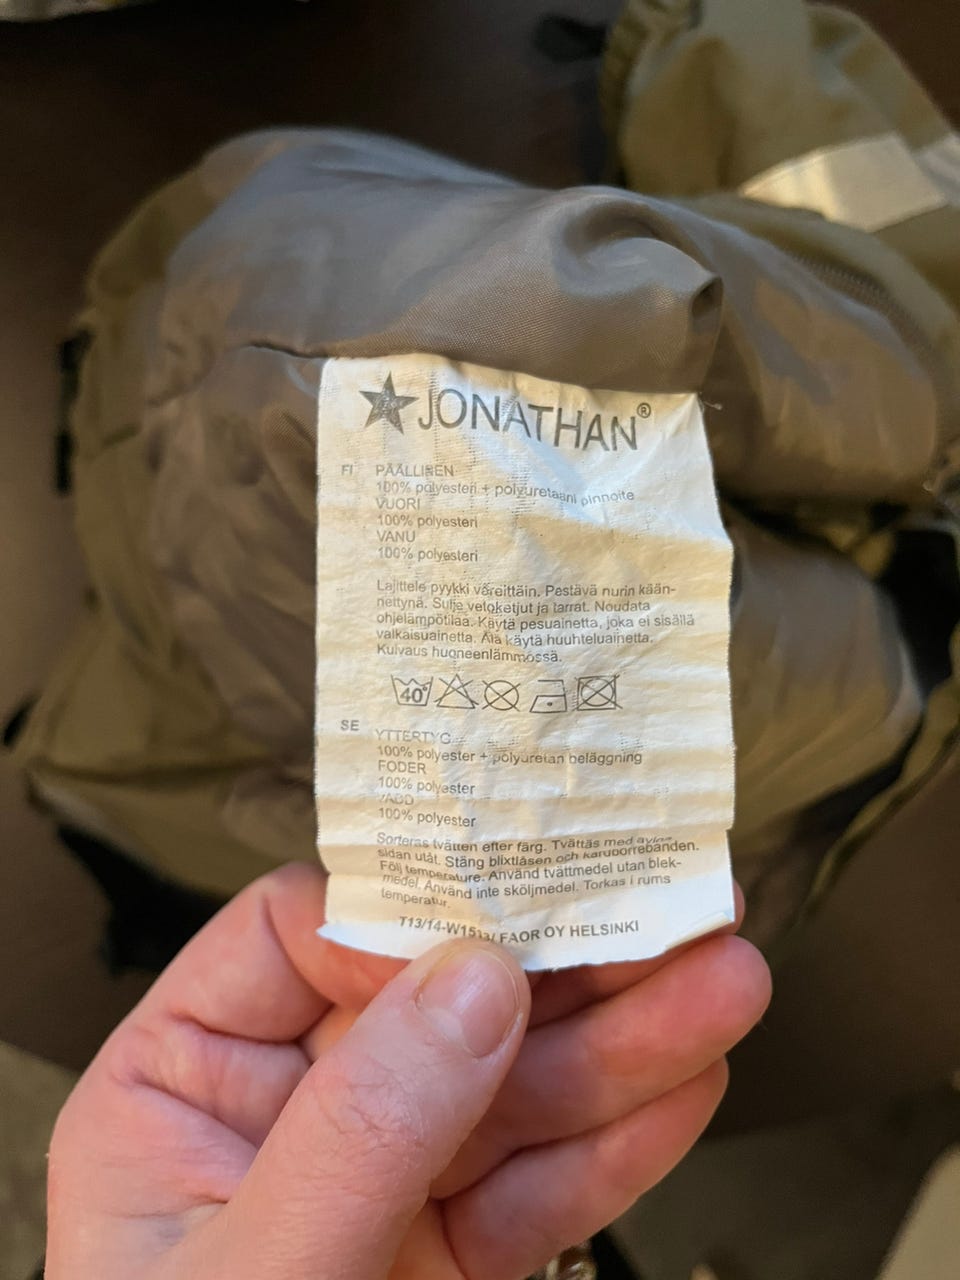 JONATHAN®
FI PÄÄLLINEN
100% polyesteri + polyuretaani pinnoite
VUORI
100% polyesteri
VANU
100% polyesteri
Lajittele pyykki väreittäin. Pestävä nurin kään-
nettynä. Sulje vetoketjut ja tarrat. Noudata
ohjelämpötilaa. Käytä pesuainetta, joka ei sisällä
valkaisuainetta. Älä käytä huuhteluainetta.
Kuivaus huoneenlämmössä.
40°
SE YTTERTYG
100% polyester + polyuretan beläggning
FODER
100% polyester
VADD
100% polyester
Sorteras tvätten efter färg. Tvättas med aviga
sidan utåt. Stäng blixtlåsen och karborrebanden.
Följ temperature. Använd tvättmedel utan blek-
medel. Använd inte sköljmedel. Torkas i rums
temperatur.
FAOR OY HELSINKI